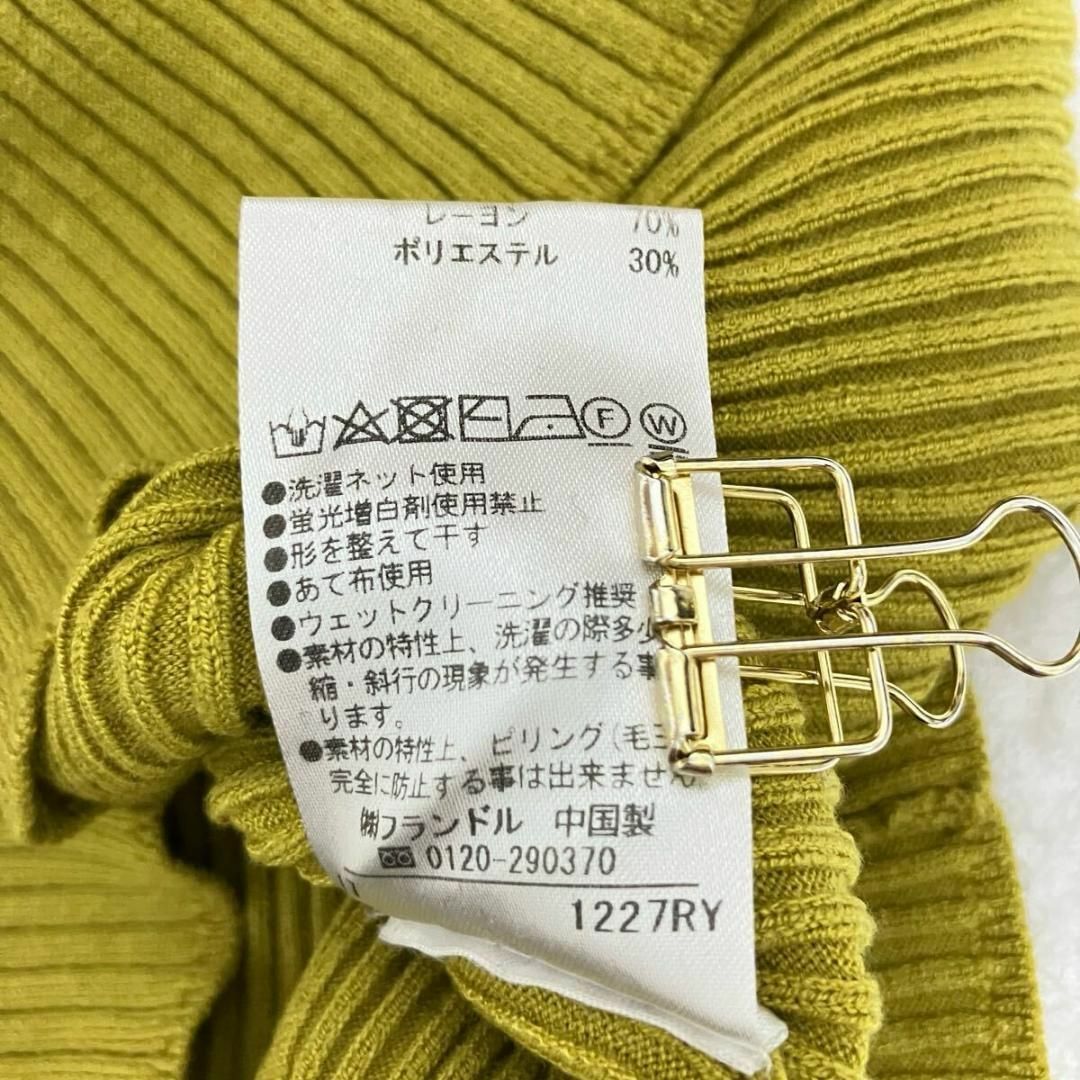 レーヨン 70%
ポリエステル 30%
F W
●洗濯ネット使用
●蛍光増白剤使用禁止
●形を整えて干す
●あて布使用
●ウェットクリーニング推奨
●素材の特性上、洗濯の際多少
縮・斜行の現象が発生する事
ります。
●素材の特性上、ピリング(毛玉
完全に防止する事は出来ません
㈱フランドル 中国製
0120-290370
1227RY